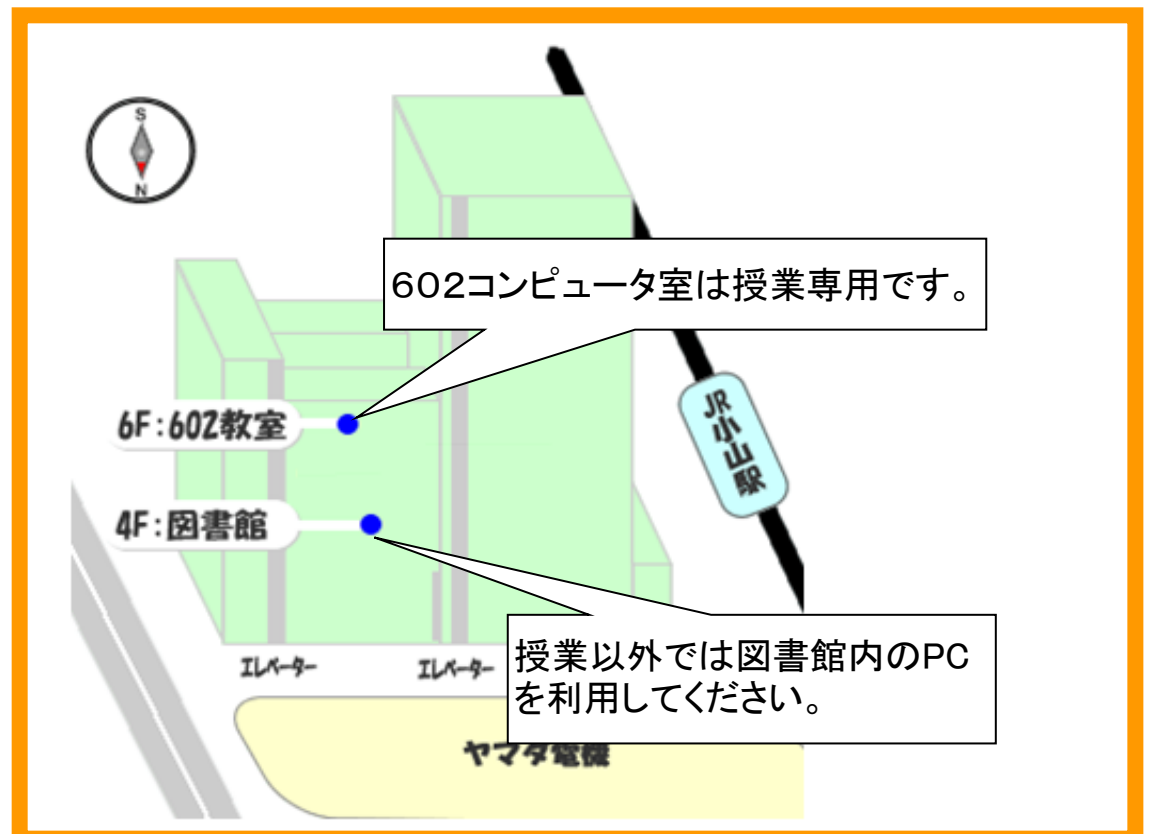 S
N
602コンピュータ室は授業専用です。
JR小山駅
6F:602教室
4F:図書館
授業以外では図書館内のPC
を利用してください。
エレベーター
エレベーター
ヤマダ電機